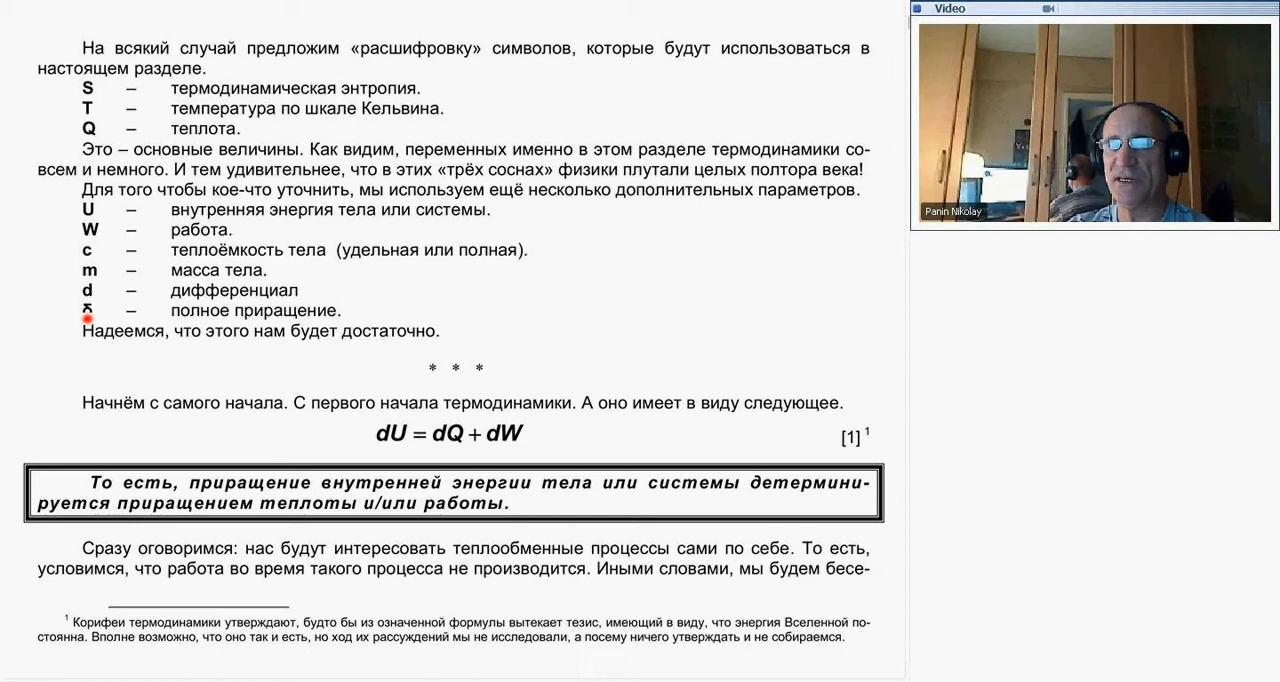 На всякий случай предложим «расшифровку» символов, которые будут использоваться в
настоящем разделе.
S – термодинамическая энтропия.
T – температура по шкале Кельвина.
Q – теплота.
Это – основные величины. Как видим, переменных именно в этом разделе термодинамики со-
всем и немного. И тем удивительнее, что в этих «трёх соснах» физики плутали целых полтора века!
Для того чтобы кое-что уточнить, мы используем ещё несколько дополнительных параметров.
U – внутренняя энергия тела или системы.
W – работа.
c – теплоёмкость тела (удельная или полная).
m – масса тела.
d – дифференциал
δ – полное приращение.
Надеемся, что этого нам будет достаточно.
* * *
Начнём с самого начала. С первого начала термодинамики. А оно имеет в виду следующее.
dU = dQ + dW [1] 1
То есть, приращение внутренней энергии тела или системы детермини-
руется приращением теплоты и/или работы.
Сразу оговоримся: нас будут интересовать теплообменные процессы сами по себе. То есть,
условимся, что работа во время такого процесса не производится. Иными словами, мы будем бесе-
1 Корифеи термодинамики утверждают, будто бы из означенной формулы вытекает тезис, имеющий в виду, что энергия Вселенной по-
стоянна. Вполне возможно, что оно так и есть, но ход их рассуждений мы не исследовали, а посему ничего утверждать и не собираемся.
Video
Panin Nikolay